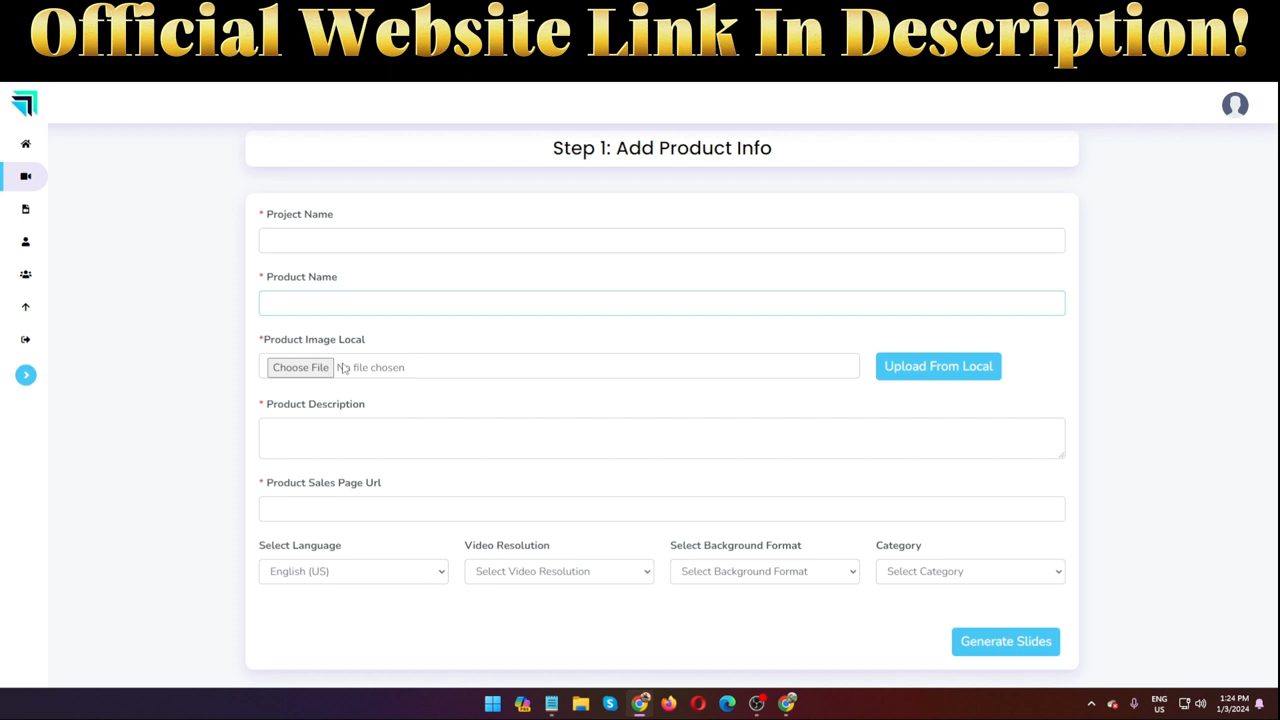 Official Website Link In Description!
Step 1: Add Product Info
* Project Name
* Product Name
*Product Image Local
Choose File No file chosen
Upload From Local
* Product Description
* Product Sales Page Url
Select Language Video Resolution Select Background Format Category
English (US) Select Video Resolution Select Background Format Select Category
Generate Slides
ENG 1:24 PM
US 1/3/2024